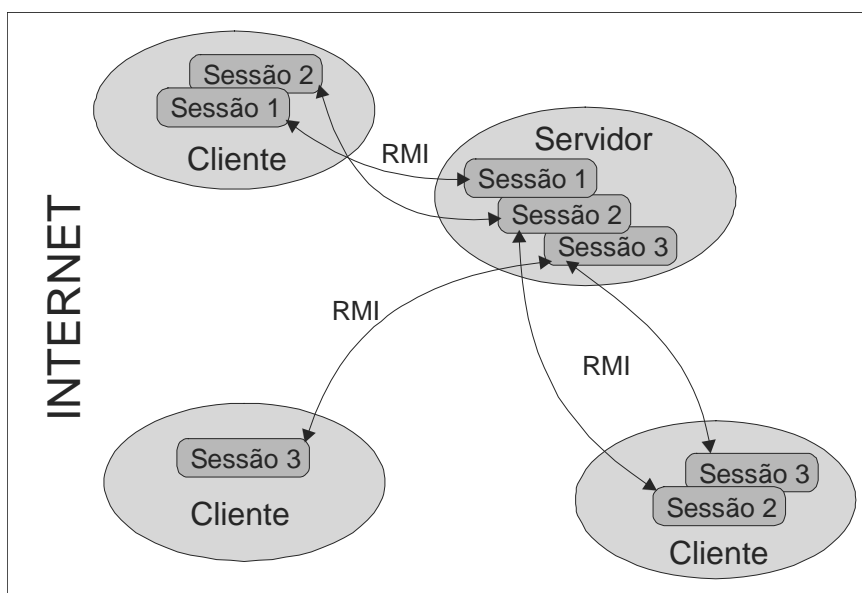 Sessão 2
Sessão 1
Cliente
RMI
Servidor
Sessão 1
Sessão 2
Sessão 3
INTERNET
RMI
RMI
Sessão 3
Cliente
Sessão 3
Sessão 2
Cliente